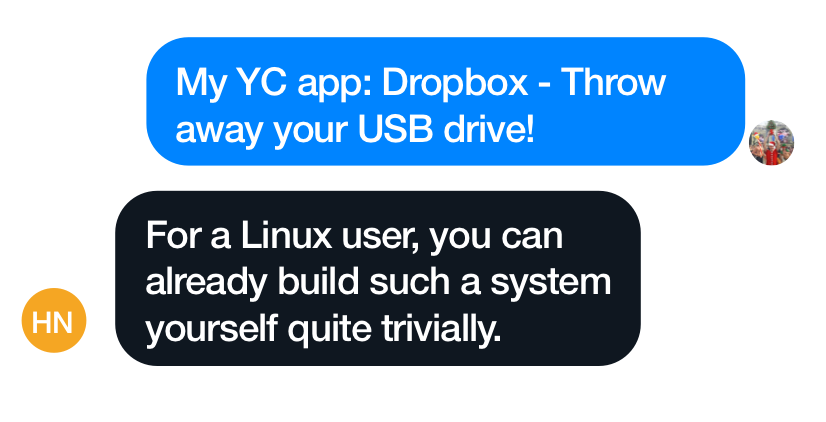 My YC app: Dropbox - Throw
away your USB drive!
For a Linux user, you can
already build such a system
yourself quite trivially.
HN